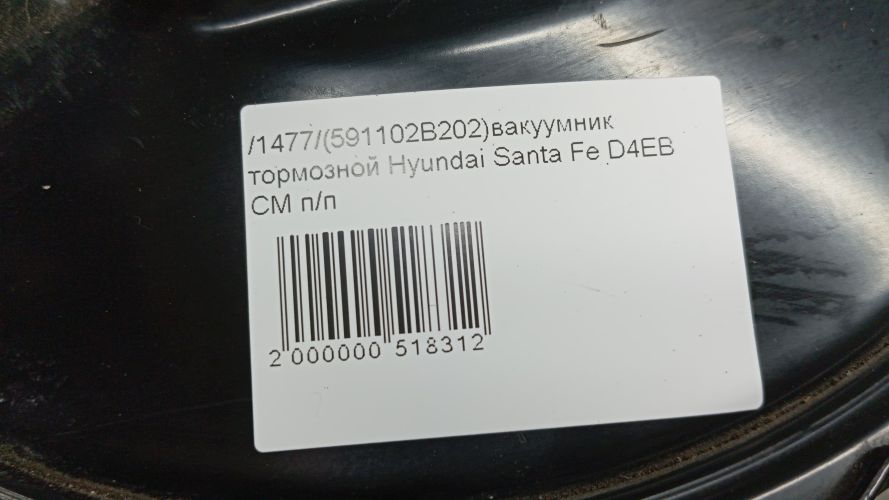 /1477/(591102B202)вакуумник
тормозной Hyundai Santa Fe D4EB
CM п/п
2 000000 518312